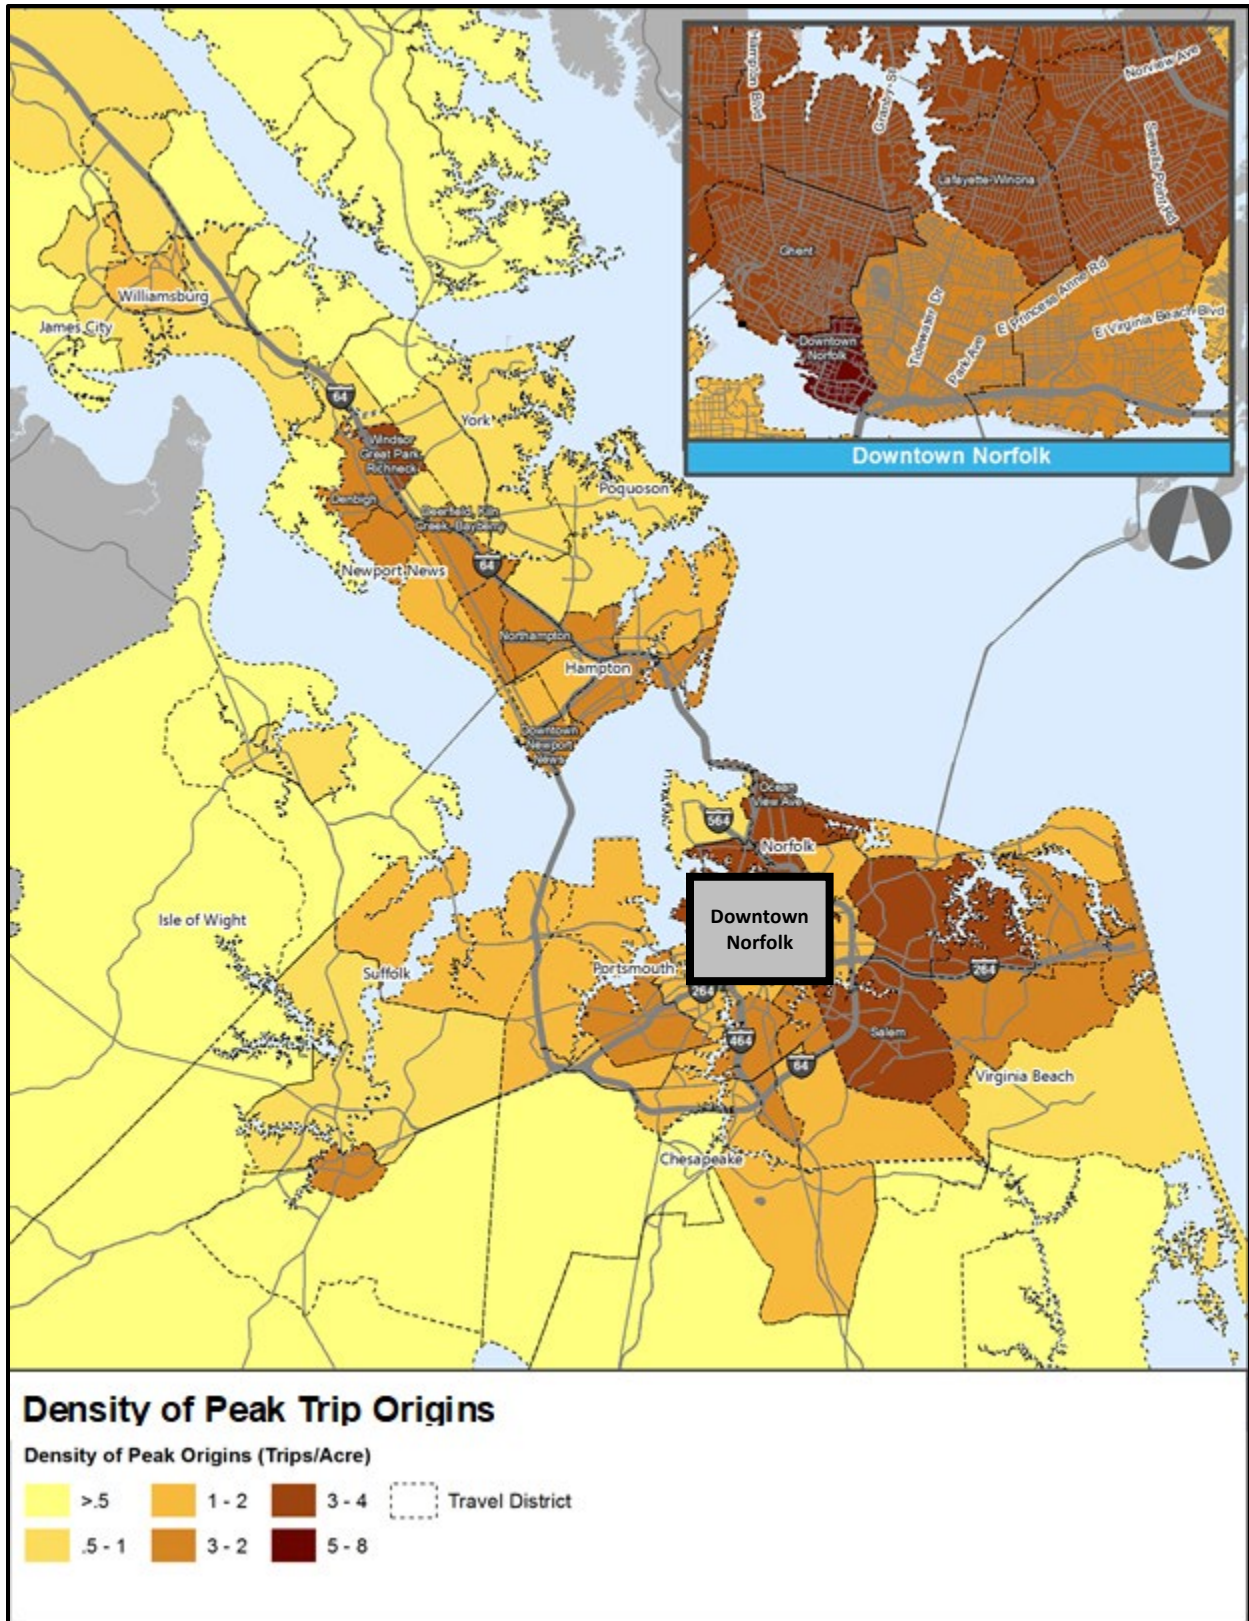 Hampton Blvd
Granby St
Norview Ave
Sewells Point Rd
Lafayette-Winona
Ghent
E Princess Anne Rd
Tidewater Dr
E Virginia Beach Blvd
Park Ave
Downtown
Norfolk
Downtown Norfolk
Williamsburg
James City
64
York
Windsor
Great Park,
Richneck
Denbigh
Poquoson
Deerfield, Kiln
Creek, Bayberry
64
Newport News
Northampton
Hampton
Downtown
Newport
News
Ocean
View Ave
564
Norfolk
Downtown
Norfolk
Isle of Wight
Suffolk
Portsmouth
264
264
Salem
464
64
Virginia Beach
Chesapeake
Density of Peak Trip Origins
Density of Peak Origins (Trips/Acre)
>.5
1 - 2
3 - 4
Travel District
.5 - 1
3 - 2
5 - 8